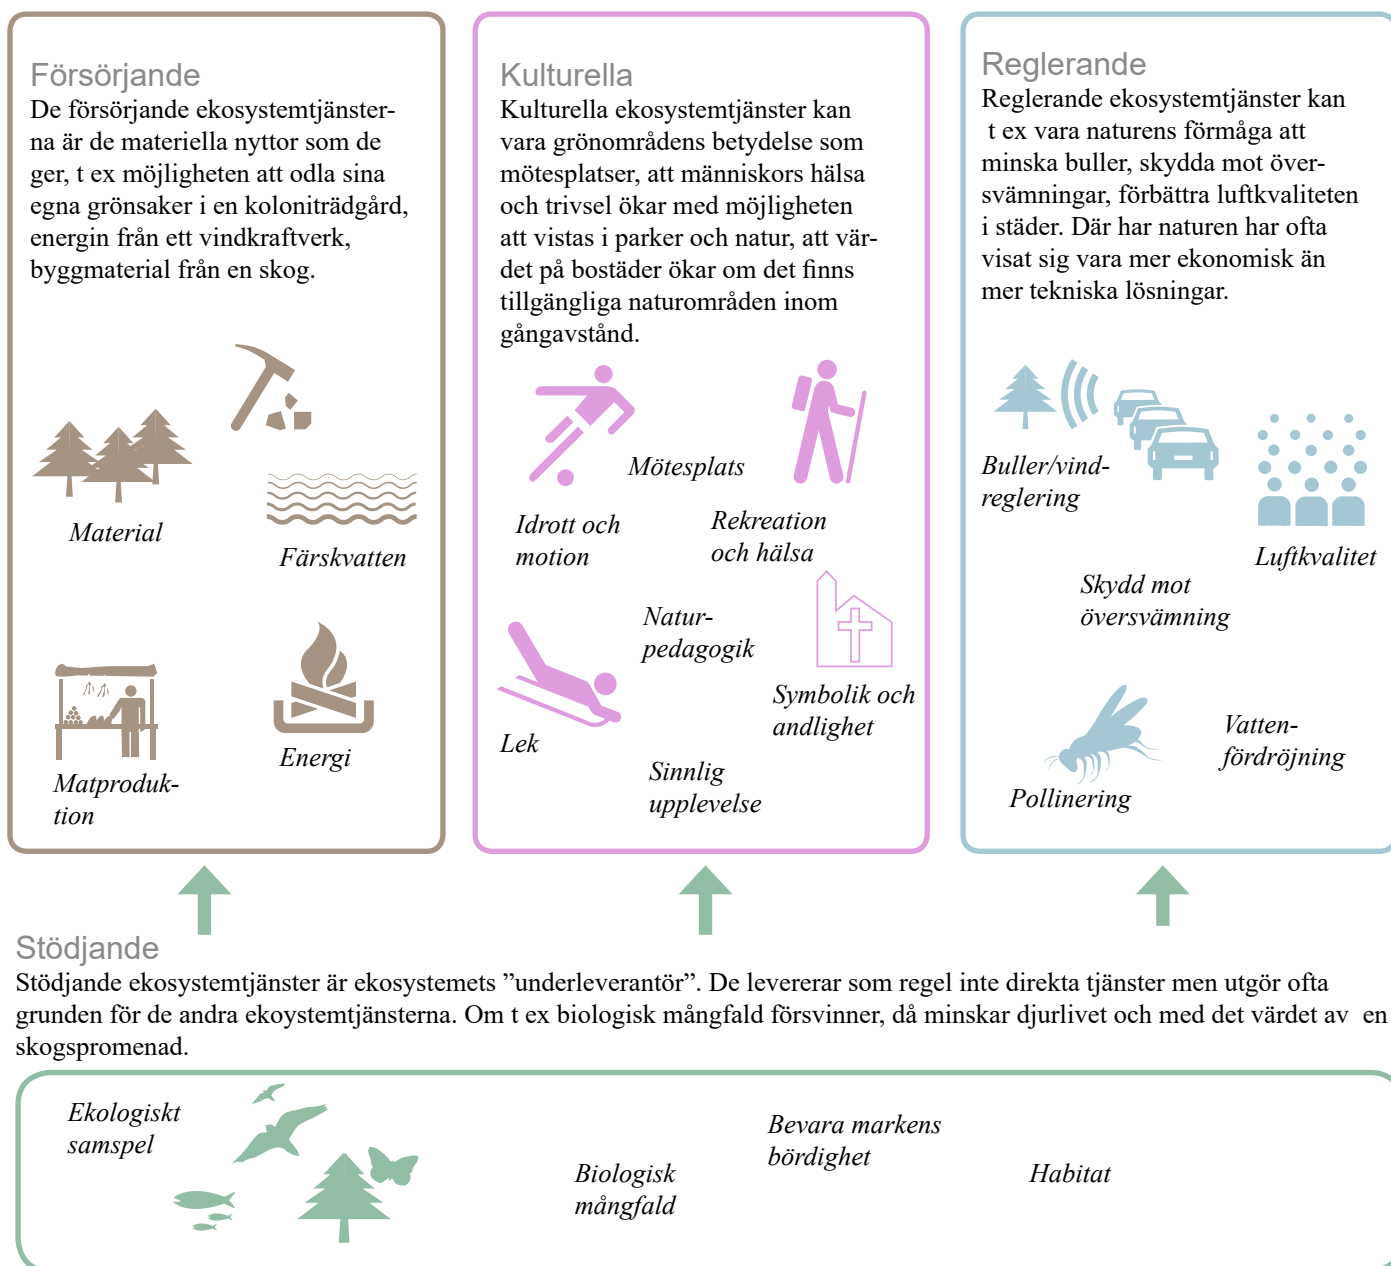 Försörjande
De försörjande ekosystemtjänster-
na är de materiella nyttor som de
ger, t ex möjligheten att odla sina
egna grönsaker i en koloniträdgård,
energin från ett vindkraftverk,
byggmaterial från en skog.
Material
Färskvatten
Matproduk-
tion
Energi
Kulturella
Kulturella ekosystemtjänster kan
vara grönområdens betydelse som
mötesplatser, att människors hälsa
och trivsel ökar med möjligheten
att vistas i parker och natur, att vär-
det på bostäder ökar om det finns
tillgängliga naturområden inom
gångavstånd.
Mötesplats
Idrott och
motion
Rekreation
och hälsa
Natur-
pedagogik
Symbolik och
andlighet
Lek
Sinnlig
upplevelse
Reglerande
Reglerande ekosystemtjänster kan
t ex vara naturens förmåga att
minska buller, skydda mot över-
svämningar, förbättra luftkvaliteten
i städer. Där har naturen har ofta
visat sig vara mer ekonomisk än
mer tekniska lösningar.
Buller/vind-
reglering
Luftkvalitet
Skydd mot
översvämning
Vatten-
fördröjning
Pollinering
Stödjande
Stödjande ekosystemtjänster är ekosystemets ”underleverantör”. De levererar som regel inte direkta tjänster men utgör ofta
grunden för de andra ekoystemtjänsterna. Om t ex biologisk mångfald försvinner, då minskar djurlivet och med det värdet av en
skogspromenad.
Ekologiskt
samspel
Biologisk
mångfald
Bevara markens
bördighet
Habitat